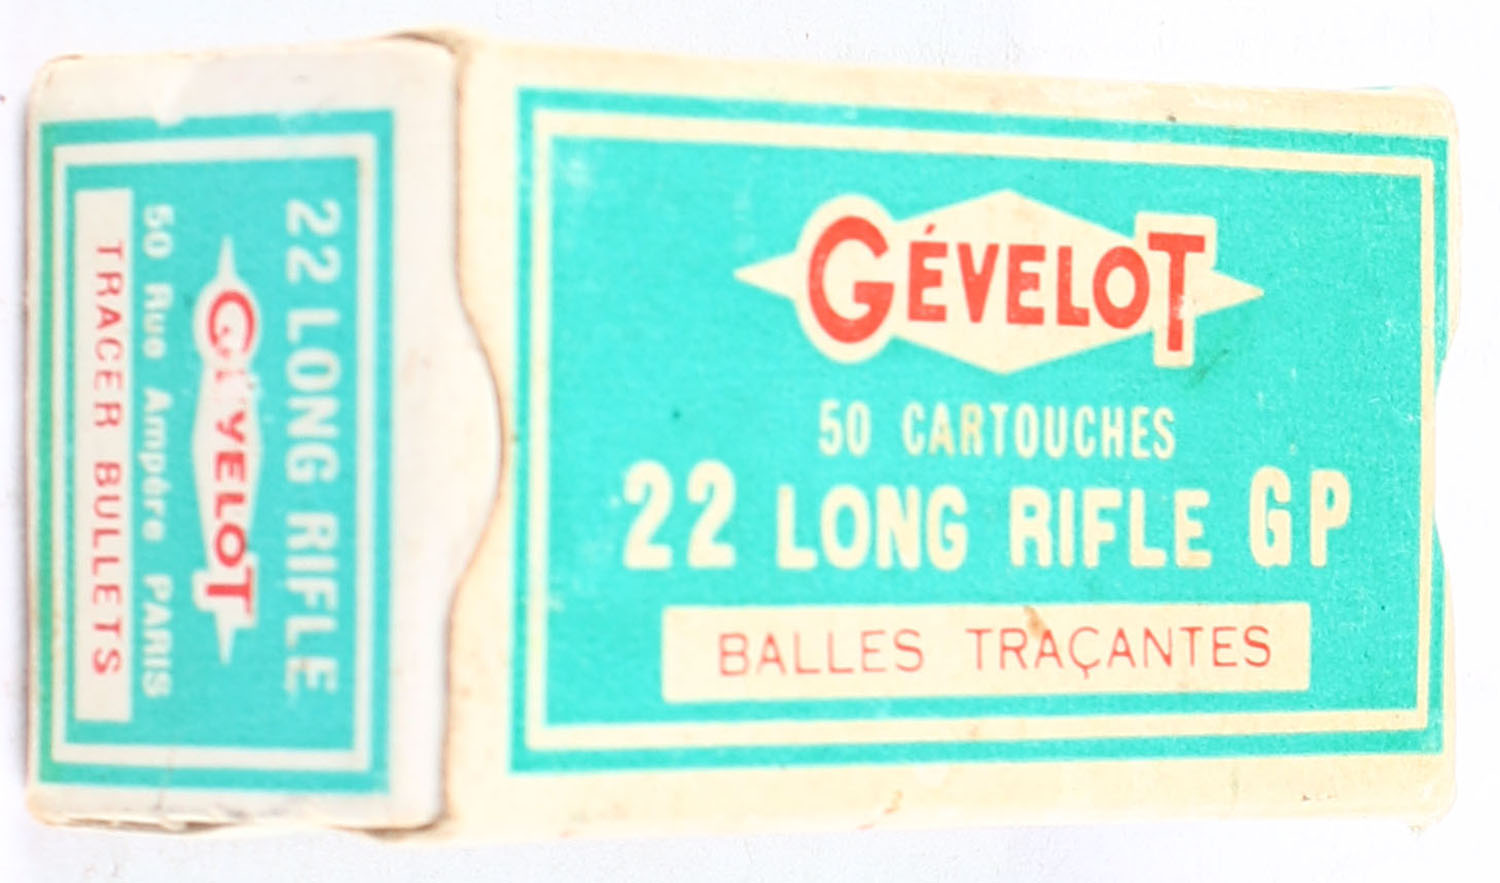 GÉVELOT
50 CARTOUCHES
22 LONG RIFLE GP
BALLES TRAÇANTES
22 LONG RIFLE
GÉVELOT
50 Rue Ampère PARIS
TRACER BULLETS